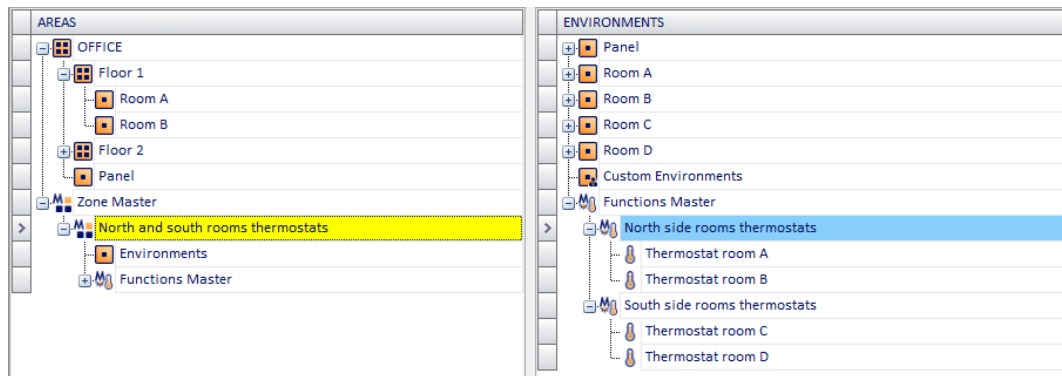 AREAS
OFFICE
Floor 1
Room A
Room B
Floor 2
Panel
Zone Master
North and south rooms thermostats
Environments
Functions Master
ENVIRONMENTS
Panel
Room A
Room B
Room C
Room D
Custom Environments
Functions Master
North side rooms thermostats
Thermostat room A
Thermostat room B
South side rooms thermostats
Thermostat room C
Thermostat room D